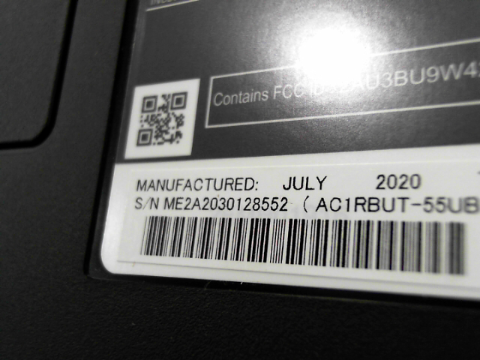 Contains FCC
MANUFACTURED: JULY 2020
S/N ME2A2030128552 ( AC1RBUT-55UB